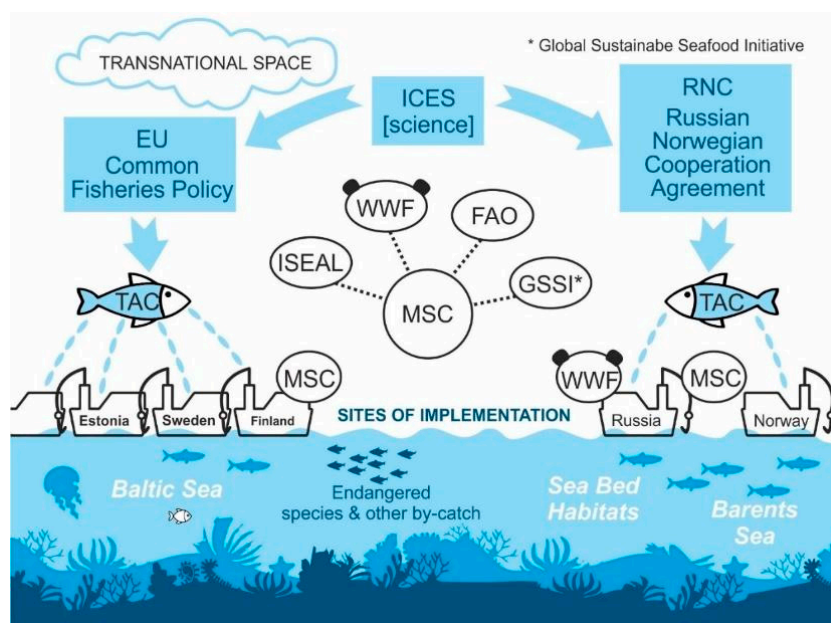 TRANSNATIONAL SPACE
* Global Sustainabe Seafood Initiative
ICES
[science]
EU
Common
Fisheries Policy
RNC
Russian
Norwegian
Cooperation
Agreement
WWF
FAO
ISEAL
GSSI*
MSC
TAC
TAC
MSC
WWF
MSC
Estonia
Sweden
Finland
SITES OF IMPLEMENTATION
Russia
Norway
Baltic Sea
Endangered
species & other by-catch
Sea Bed
Habitats
Barents
Sea